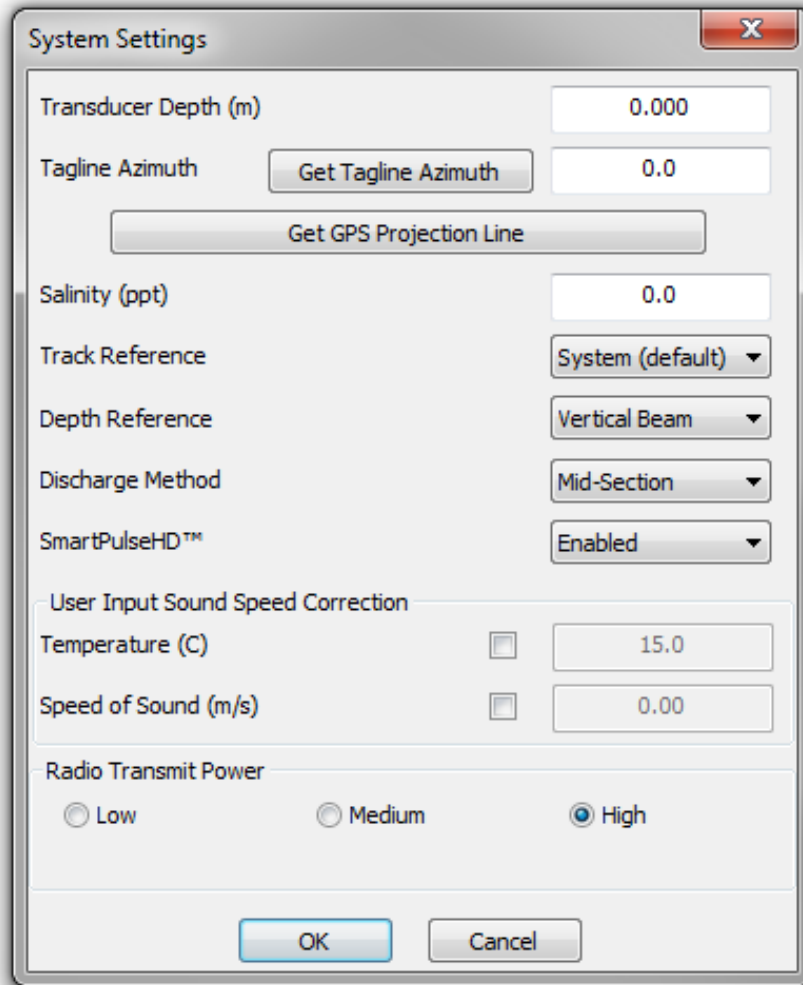 System Settings
Transducer Depth (m) 0.000
Tagline Azimuth Get Tagline Azimuth 0.0
Get GPS Projection Line
Salinity (ppt) 0.0
Track Reference System (default)
Depth Reference Vertical Beam
Discharge Method Mid-Section
SmartPulseHD™ Enabled
User Input Sound Speed Correction
Temperature (C) 15.0
Speed of Sound (m/s) 0.00
Radio Transmit Power
Low Medium High
OK Cancel